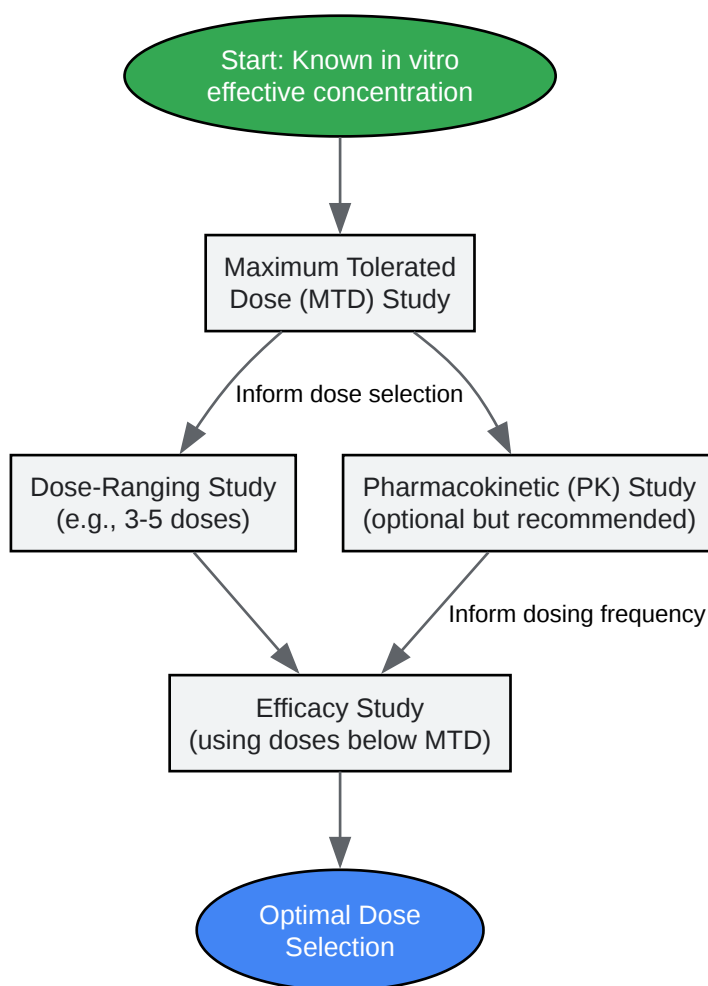 Start: Known in vitro
effective concentration
Maximum Tolerated
Dose (MTD) Study
Inform dose selection
Dose-Ranging Study
(e.g., 3-5 doses)
Pharmacokinetic (PK) Study
(optional but recommended)
Inform dosing frequency
Efficacy Study
(using doses below MTD)
Optimal Dose
Selection